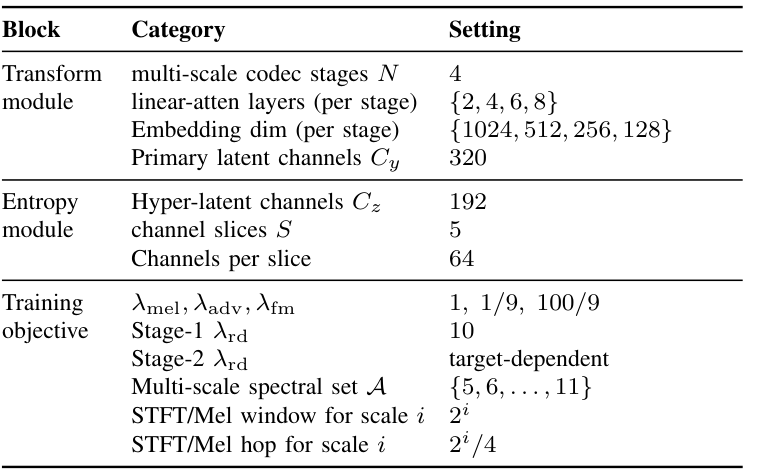 Block Category Setting
Transform multi-scale codec stages N 4
module linear-atten layers (per stage) {2, 4, 6, 8}
Embedding dim (per stage) {1024, 512, 256, 128}
Primary latent channels C_y 320
Entropy Hyper-latent channels C_z 192
module channel slices S 5
Channels per slice 64
Training λ_mel, λ_adv, λ_fm 1, 1/9, 100/9
objective Stage-1 λ_rd 10
Stage-2 λ_rd target-dependent
Multi-scale spectral set 𝒜 {5, 6, . . . , 11}
STFT/Mel window for scale i 2^i
STFT/Mel hop for scale i 2^i/4